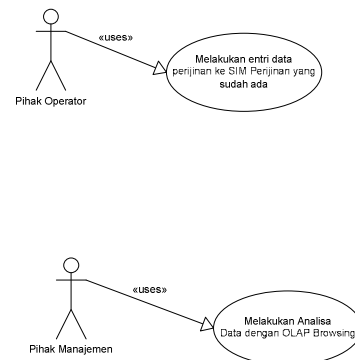 «uses»
Melakukan entri data
perijinan ke SIM Perijinan yang
sudah ada
Pihak Operator
«uses»
Melakukan Analisa
Data dengan OLAP Browsing
Pihak Manajemen